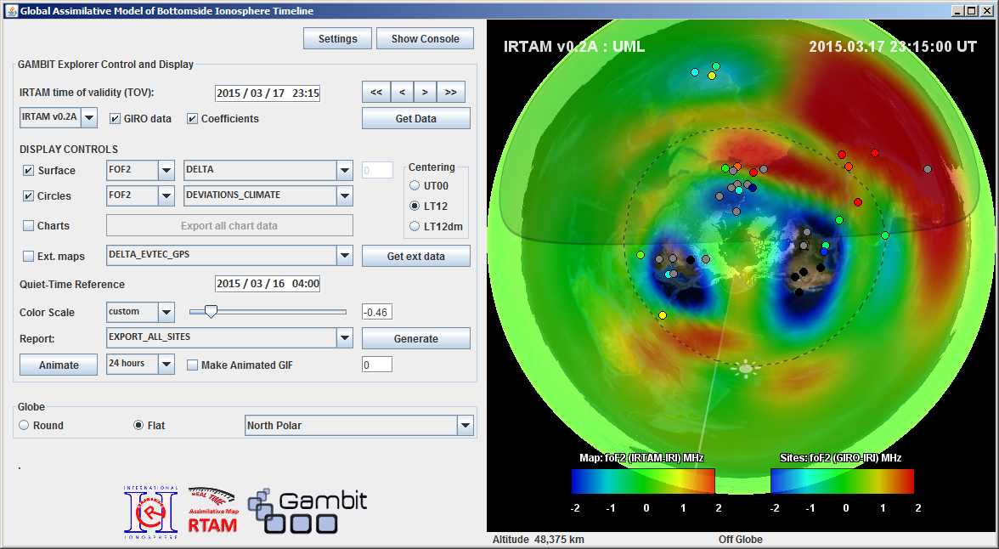 Global Assimilative Model of Bottomside Ionosphere Timeline
Settings
Show Console
GAMBIT Explorer Control and Display
IRTAM time of validity (TOV):
2015 / 03 / 17 23:15
<<
<
>
>>
IRTAM v0.2A
GIRO data
Coefficients
Get Data
DISPLAY CONTROLS
Surface
FOF2
DELTA
0
Circles
FOF2
DEVIATIONS_CLIMATE
Centering
UT00
LT12
LT12dm
Charts
Export all chart data
Ext. maps
DELTA_EVTEC_GPS
Get ext data
Quiet-Time Reference
2015 / 03 / 16 04:00
Color Scale
custom
-0.46
Report:
EXPORT_ALL_SITES
Generate
Animate
24 hours
Make Animated GIF
0
Globe
Round
Flat
North Polar
.
INTERNATIONAL
IRI
IONOSPHERE
REAL TIME
Assimilative Map
RTAM
Gambit
IRTAM v0.2A : UML
2015.03.17 23:15:00 UT
Map: foF2 (IRTAM-IRI) MHz
-2 -1 0 1 2
Sites: foF2 (GIRO-IRI) MHz
-2 -1 0 1 2
Altitude 48,375 km
Off Globe